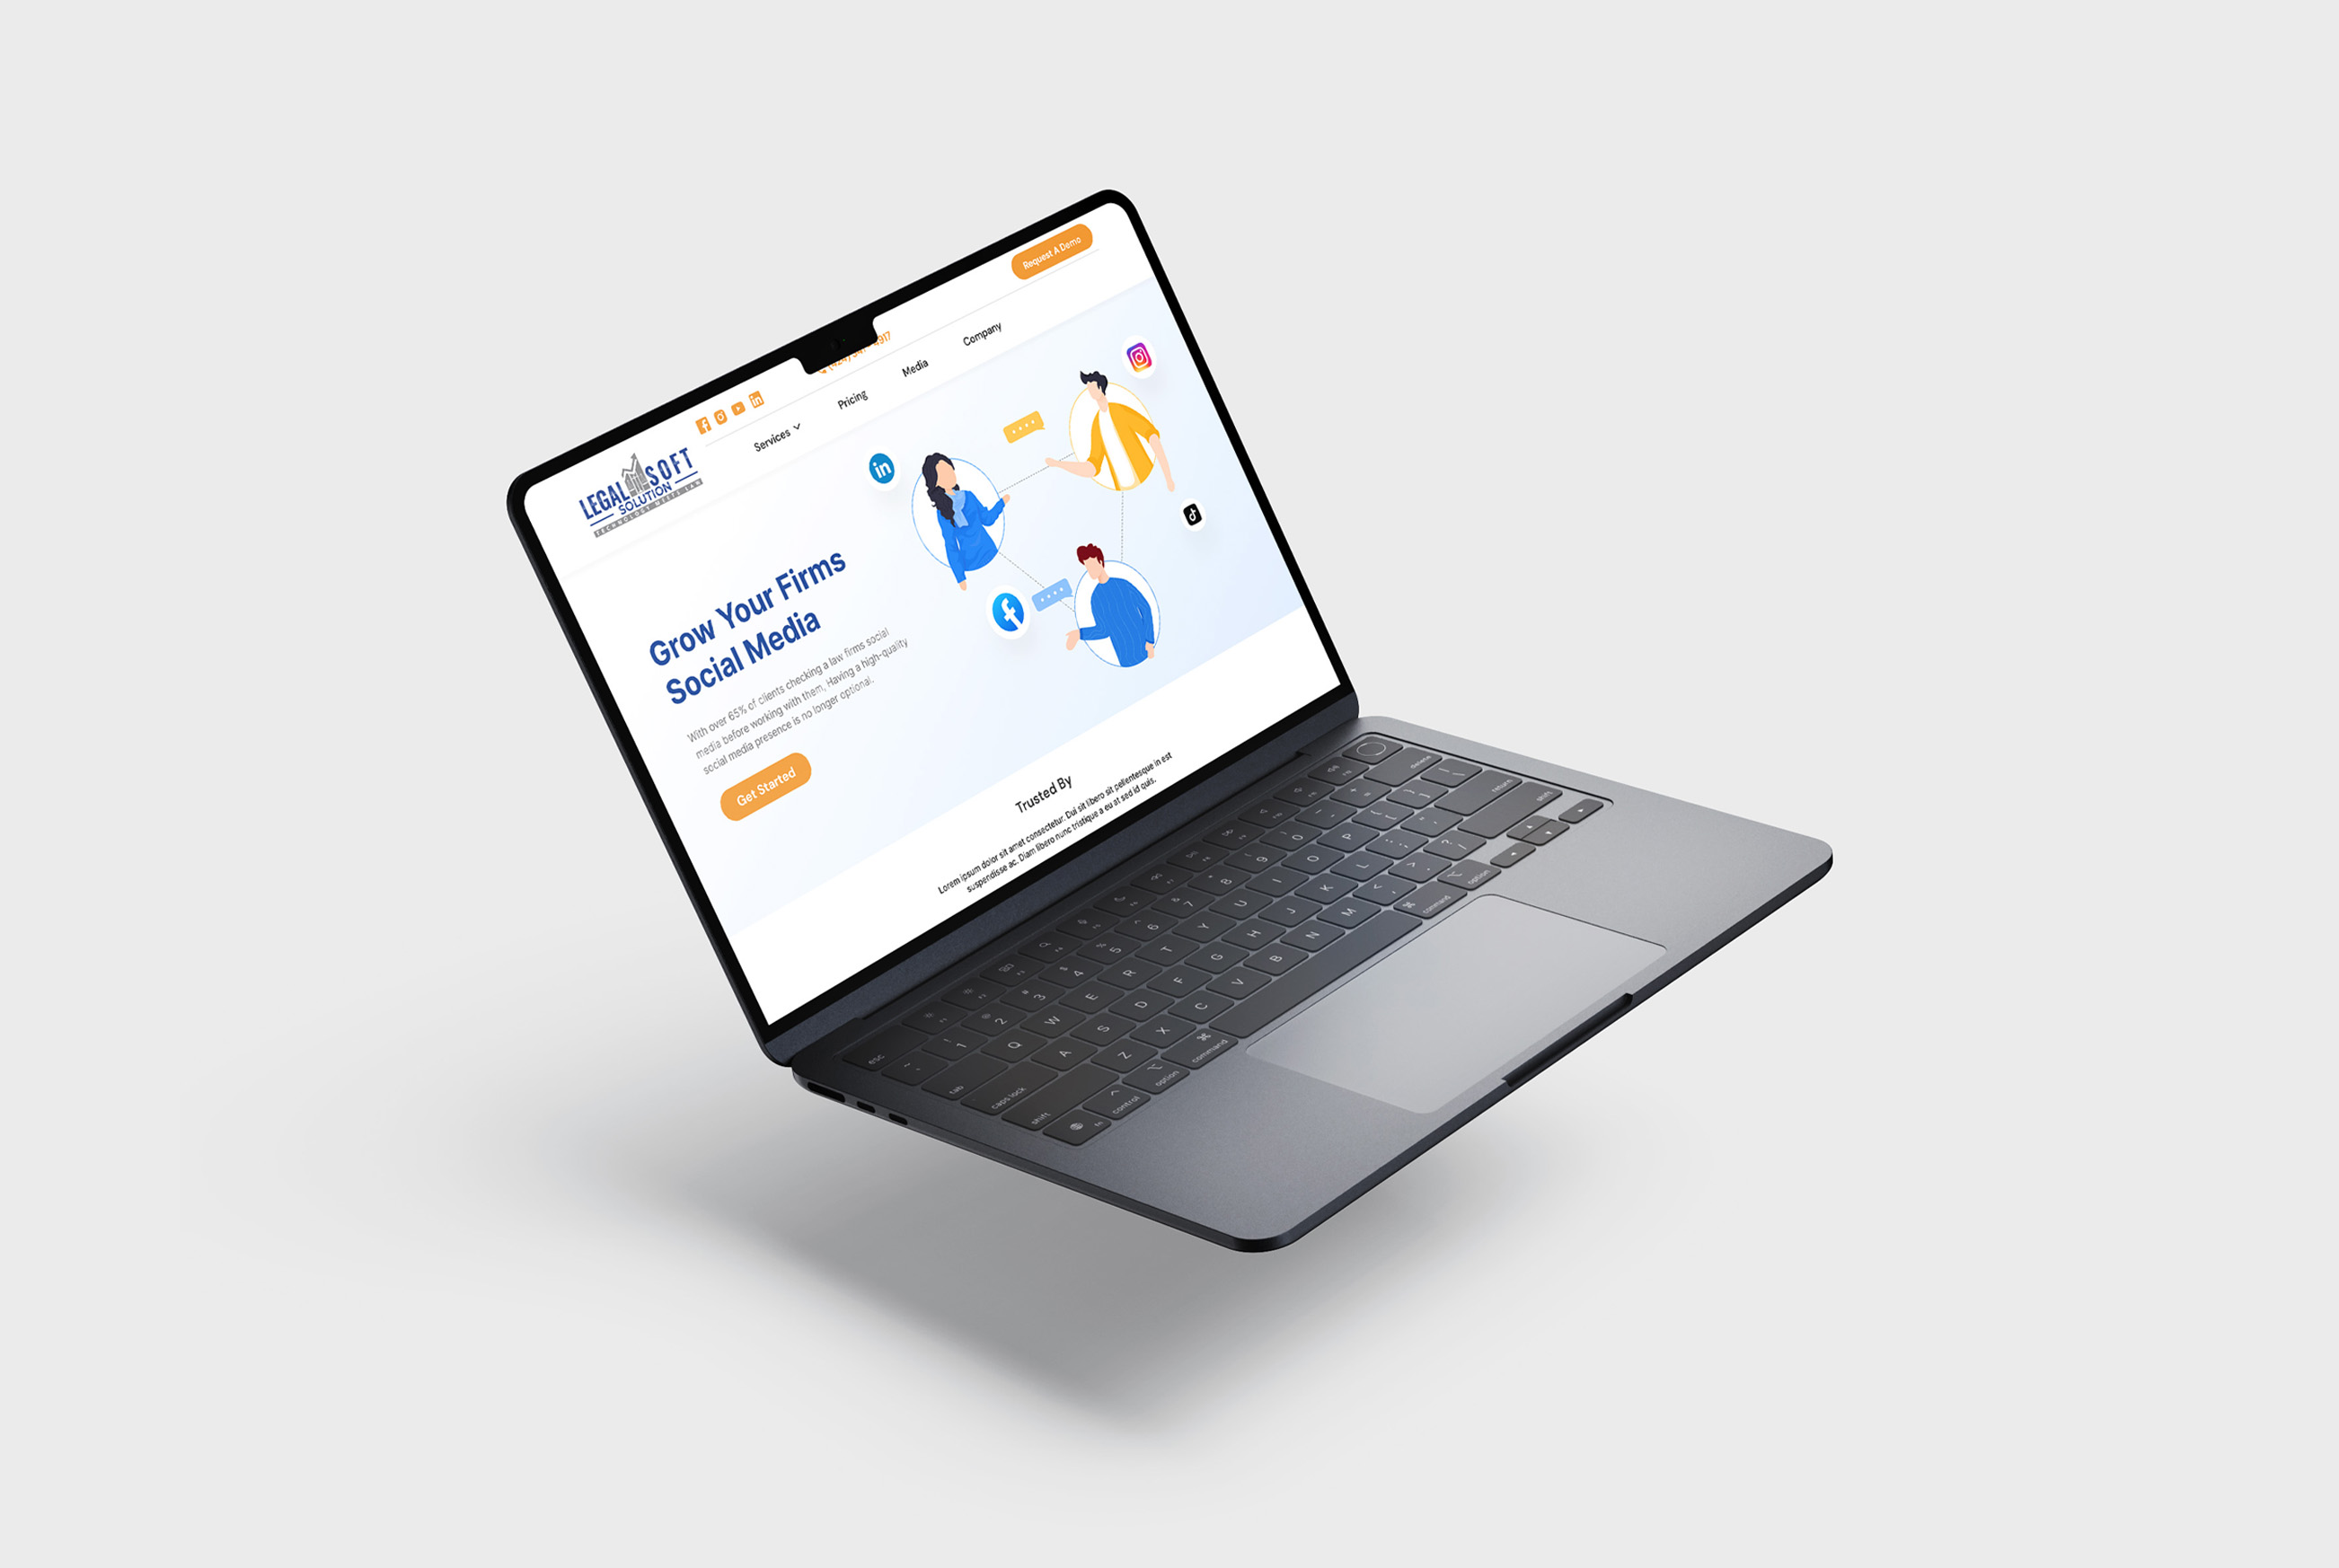 Request A Demo
LEGAL SOFT
SOLUTION
TECHNOLOGY MEETS LAW
Services
Pricing
Media
Company
Grow Your Firms
Social Media
With over 65% of clients checking a law firms social
media before working with them, Having a high-quality
social media presence is no longer optional.
Get Started
Trusted By
Lorem ipsum dolor sit amet consectetur. Dui sit libero sit pellentesque in est
suspendisse ac. Diam libero nunc tristique a eu at sed id quis.
esc
1 2 3 4 5 6 7 8 9 0
delete
tab Q W E R T Y U I O P
caps lock A S D F G H J K L
return
shift Z X C V B N M
shift
fn control option command
command option